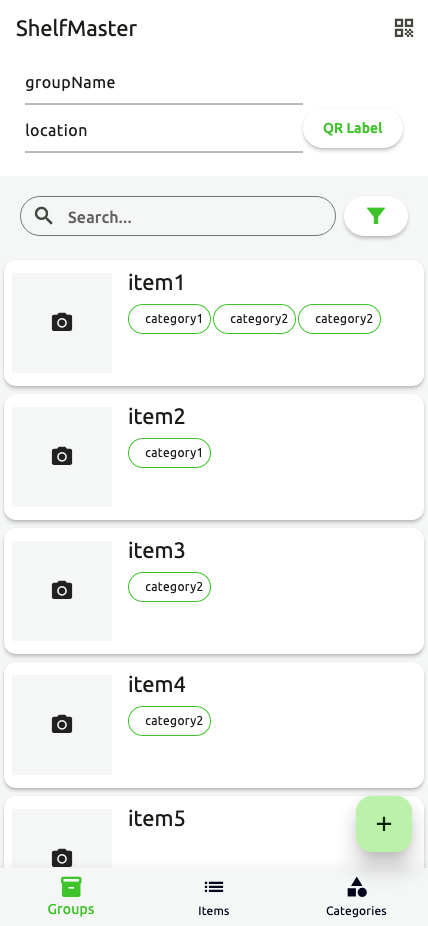 ShelfMaster
groupName
location
QR Label
Search...
item1
category1 category2 category2
item2
category1
item3
category2
item4
category2
item5
+
Groups Items Categories